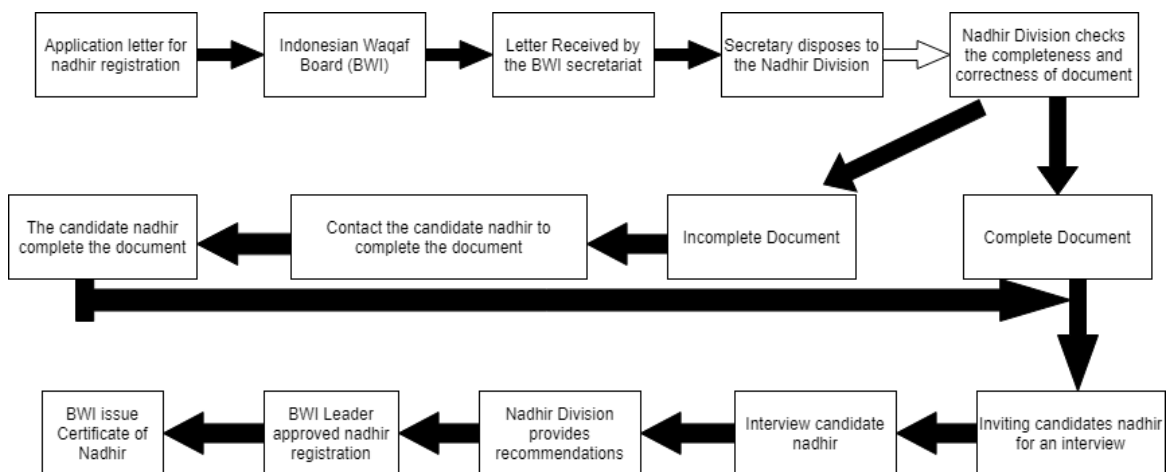 Application letter for
nadhir registration
Indonesian Waqaf
Board (BWI)
Letter Received by
the BWI secretariat
Secretary disposes to
the Nadhir Division
Nadhir Division checks
the completeness and
correctness of document
The candidate nadhir
complete the document
Contact the candidate nadhir to
complete the document
Incomplete Document
Complete Document
BWI issue
Certificate of
Nadhir
BWI Leader
approved nadhir
registration
Nadhir Division
provides
recommendations
Interview candidate
nadhir
Inviting candidates nadhir
for an interview